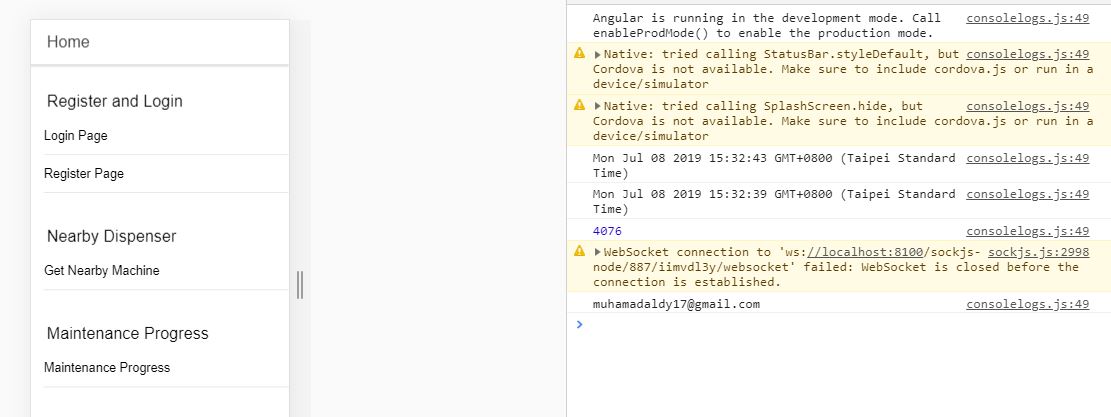 Home
Register and Login
Login Page
Register Page
Nearby Dispenser
Get Nearby Machine
Maintenance Progress
Maintenance Progress
Angular is running in the development mode. Call consolelogs.js:49
enableProdMode() to enable the production mode.
Native: tried calling StatusBar.styleDefault, but consolelogs.js:49
Cordova is not available. Make sure to include cordova.js or run in a
device/simulator
Native: tried calling SplashScreen.hide, but consolelogs.js:49
Cordova is not available. Make sure to include cordova.js or run in a
device/simulator
Mon Jul 08 2019 15:32:43 GMT+0800 (Taipei Standard consolelogs.js:49
Time)
Mon Jul 08 2019 15:32:39 GMT+0800 (Taipei Standard consolelogs.js:49
Time)
4076 consolelogs.js:49
WebSocket connection to 'ws://localhost:8100/sockjs- sockjs.js:2998
node/887/iimvdl3y/websocket' failed: WebSocket is closed before the
connection is established.
muhamadaldy17@gmail.com consolelogs.js:49